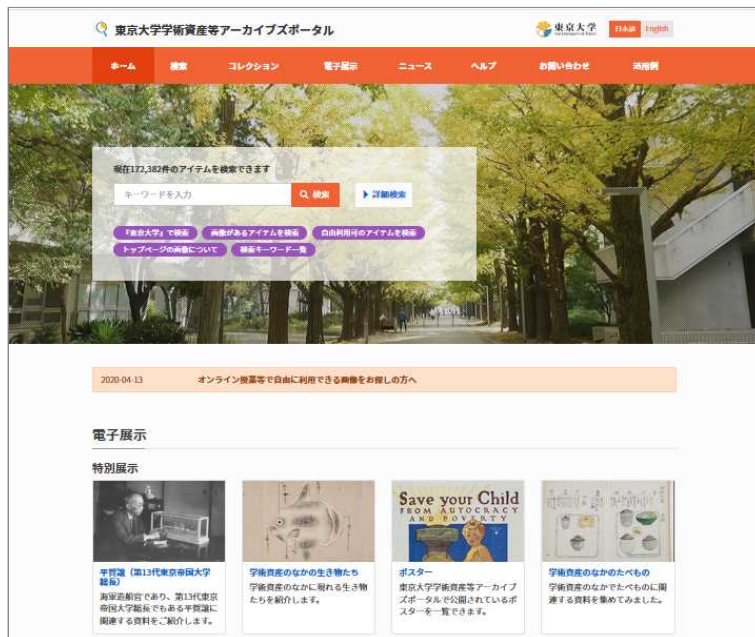 東京大学学術資産等アーカイブズポータル
東京大学
日本語 English
ホーム 検索 コレクション 電子展示 ニュース ヘルプ お問い合わせ 活用例
現在172,382件のアイテムを検索できます
キーワードを入力 検索 詳細検索
『東京大学』で検索 画像があるアイテムを検索 自由利用可のアイテムを検索
トップページの画像について 検索キーワード一覧
2020-04-13 オンライン授業等で自由に利用できる画像をお探しの方へ
電子展示
特別展示
Save your Child
FROM AUTOCRACY
AND POVERTY
平賀譲（第13代東京帝国大学
総長）
海軍造船官であり、第13代東京
帝国大学総長でもある平賀譲に
関連する資料をご紹介します。
学術資産のなかの生き物たち
学術資産のなかに現れる生き物
たちを紹介します。
ポスター
東京大学学術資産等アーカイブ
ズポータルで公開されているポ
スターを一覧できます。
学術資産のなかのたべもの
学術資産のなかでたべものに関
連する資料を集めてみました。